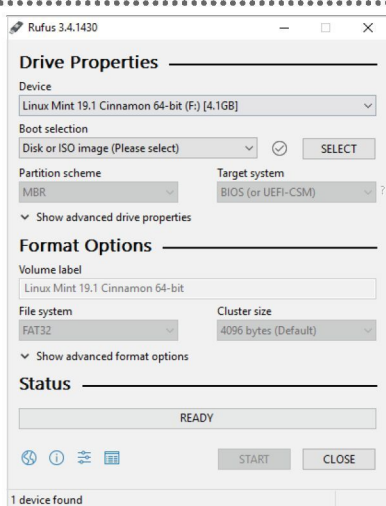 Rufus 3.4.1430
Drive Properties
Device
Linux Mint 19.1 Cinnamon 64-bit (F:) [4.1GB]
Boot selection
Disk or ISO image (Please select)
SELECT
Partition scheme
Target system
MBR
BIOS (or UEFI-CSM)
?
Show advanced drive properties
Format Options
Volume label
Linux Mint 19.1 Cinnamon 64-bit
File system
Cluster size
FAT32
4096 bytes (Default)
Show advanced format options
Status
READY
START
CLOSE
1 device found